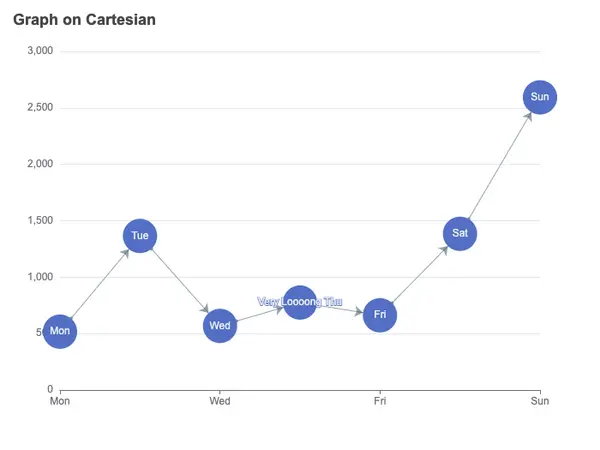 Graph on Cartesian
3,000
2,500
Sun
2,000
1,500
Tue
Sat
1,000
Very Loooong Thu
Fri
Wed
Mon
0
Mon
Wed
Fri
Sun